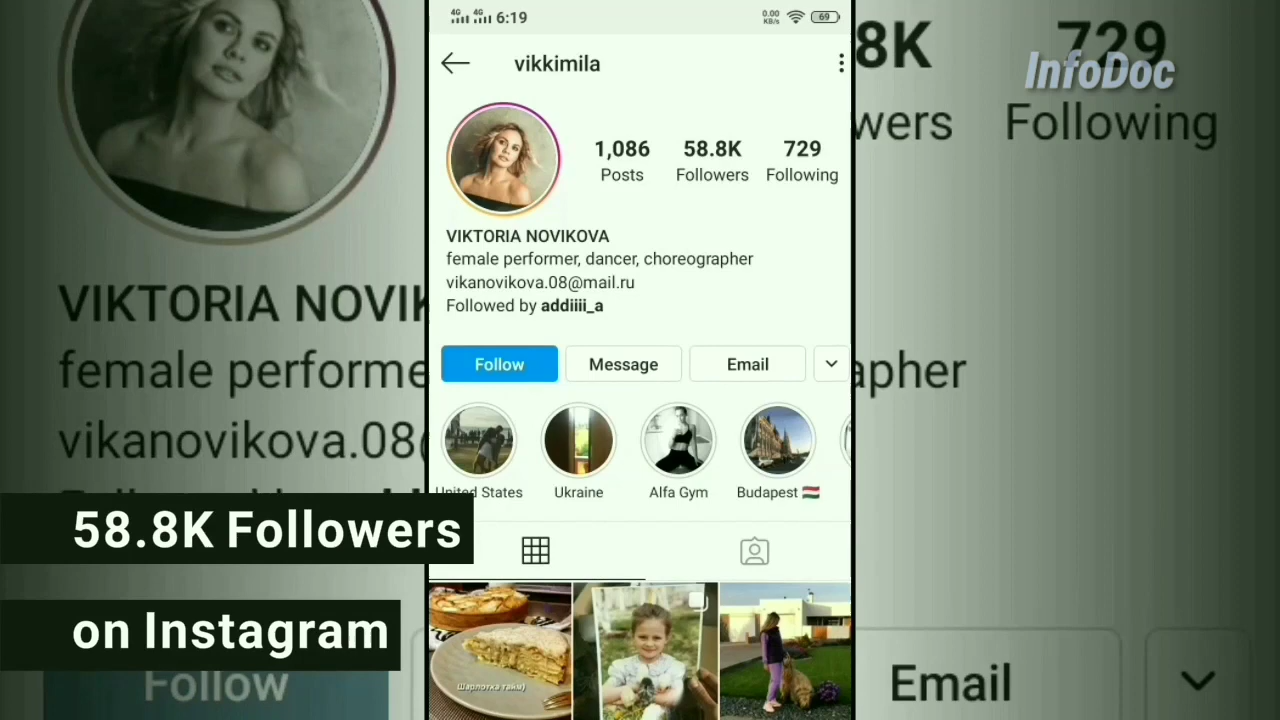 4G 4G 6:19 0.00 KB/s 69
vikkimila
8K 729
InfoDoc
wers Following
1,086 58.8K 729
Posts Followers Following
VIKTORIA NOVIKOVA
female performer, dancer, choreographer
vikanovikova.08@mail.ru
Followed by addiiii_a
VIKTORIA NOVIK
female performe apher
vikanovikova.08@
Follow Message Email
United States Ukraine Alfa Gym Budapest 🇭🇺
58.8K Followers
on Instagram
Шарлотка тайм)
Follow Email